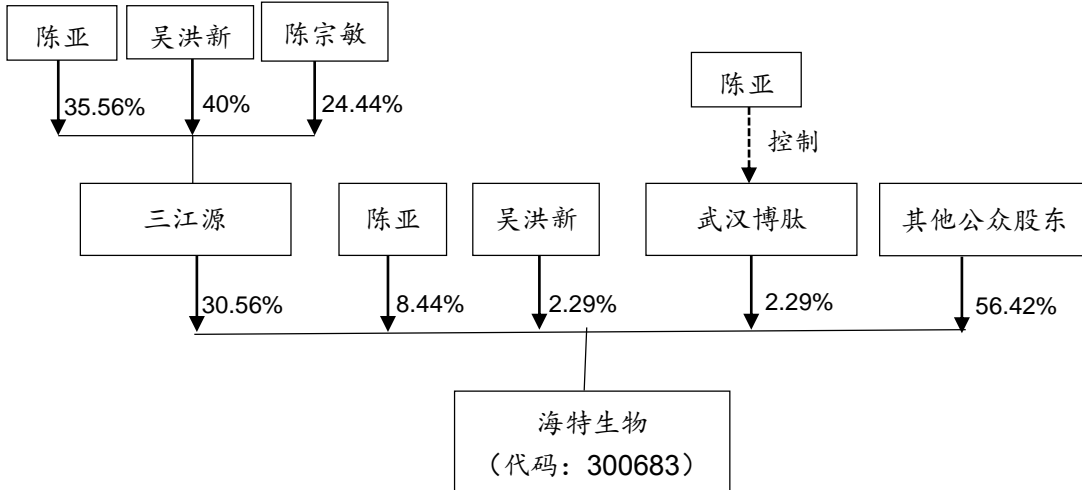 陈亚
吴洪新
陈宗敏
35.56%
40%
24.44%
陈亚
控制
三江源
陈亚
吴洪新
武汉博肽
其他公众股东
30.56%
8.44%
2.29%
2.29%
56.42%
海特生物
（代码：300683）